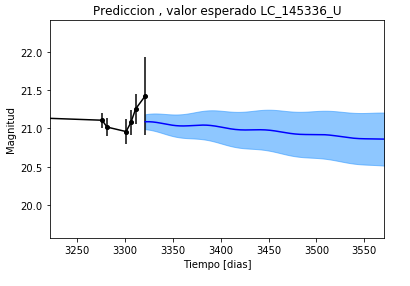 Prediccion , valor esperado LC_145336_U
Magnitud
22.0
21.5
21.0
20.5
20.0
3250 3300 3350 3400 3450 3500 3550
Tiempo [dias]